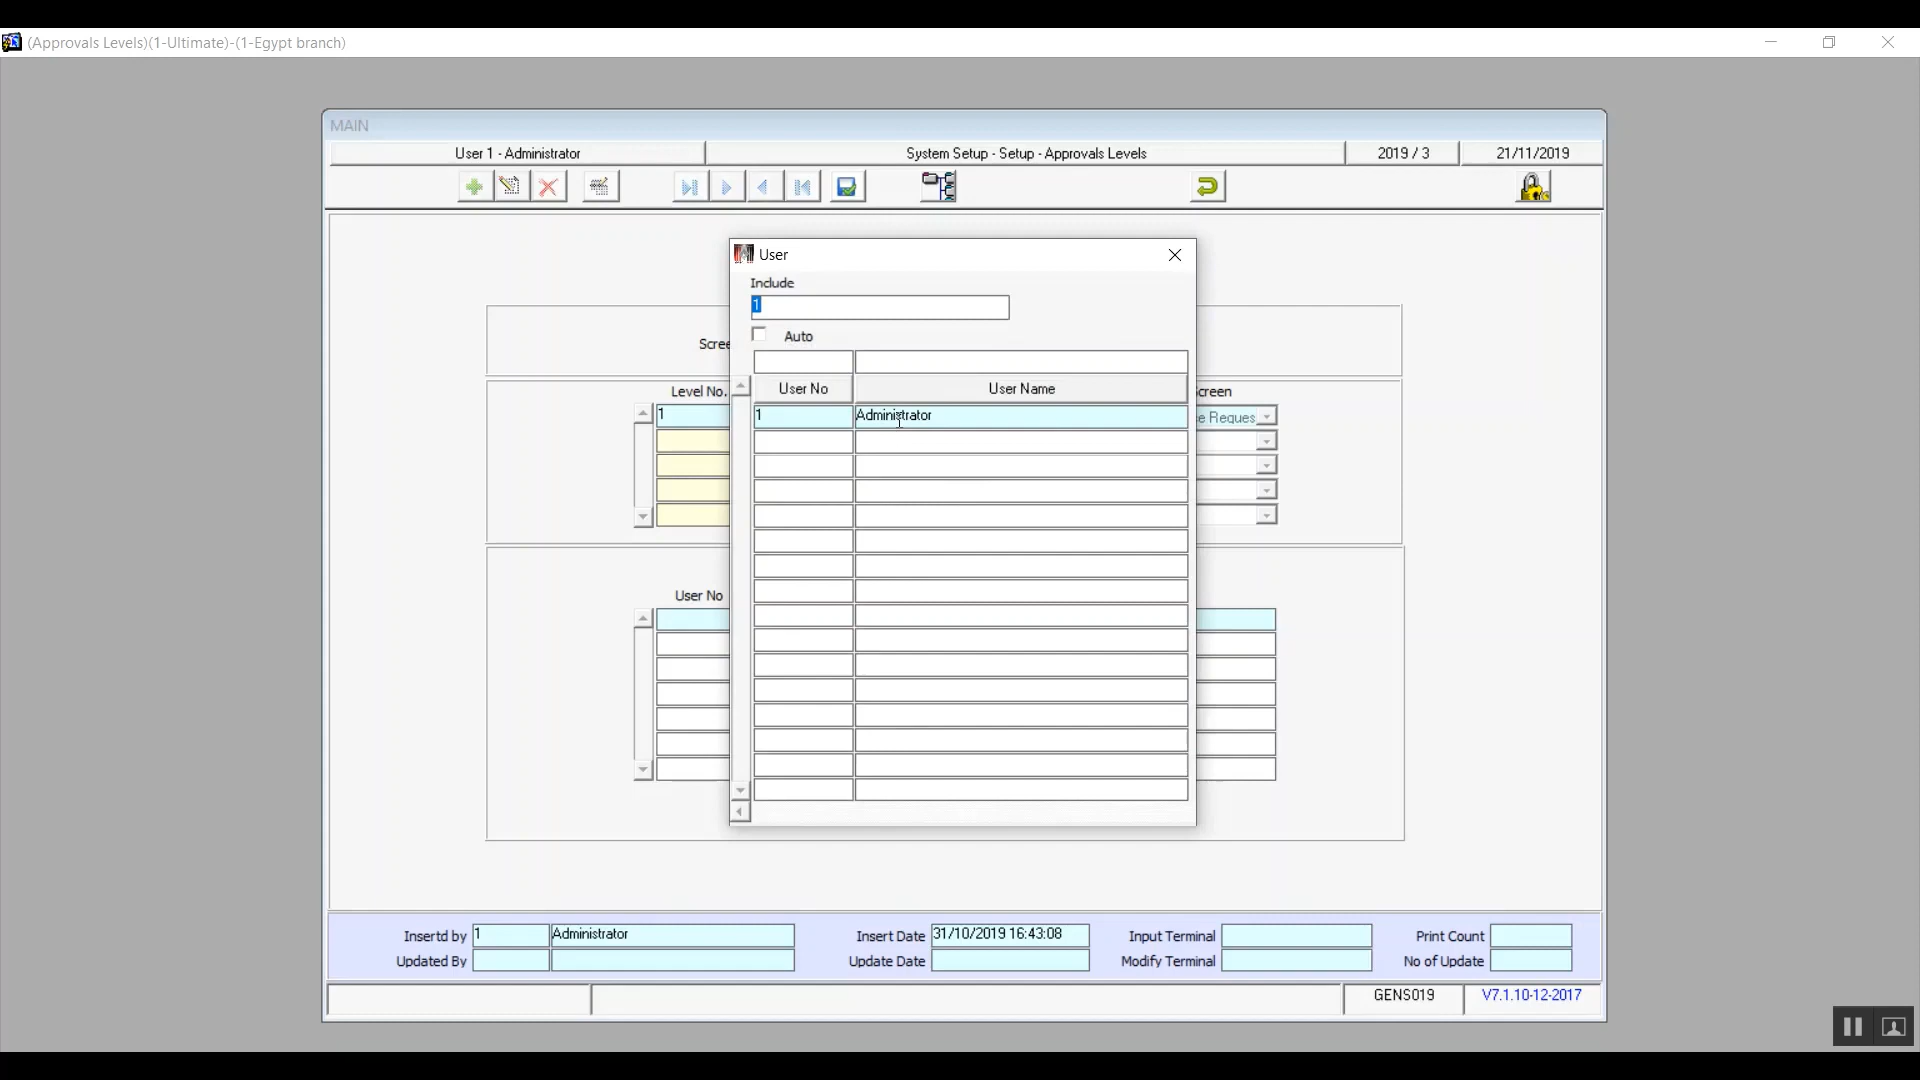 (Approvals Levels)(1-Ultimate)-(1-Egypt branch)
MAIN
User 1 - Administrator
System Setup - Setup - Approvals Levels
2019 / 3
21/11/2019
User
Include
1
Auto
Scree
Level No.
creen
1
e Reques
User No
User Name
1
Administrator
User No
Insertd by
1
Administrator
Insert Date
31/10/2019 16:43:08
Input Terminal
Print Count
Updated By
Update Date
Modify Terminal
No of Update
GENS019
V7.1.10-12-2017